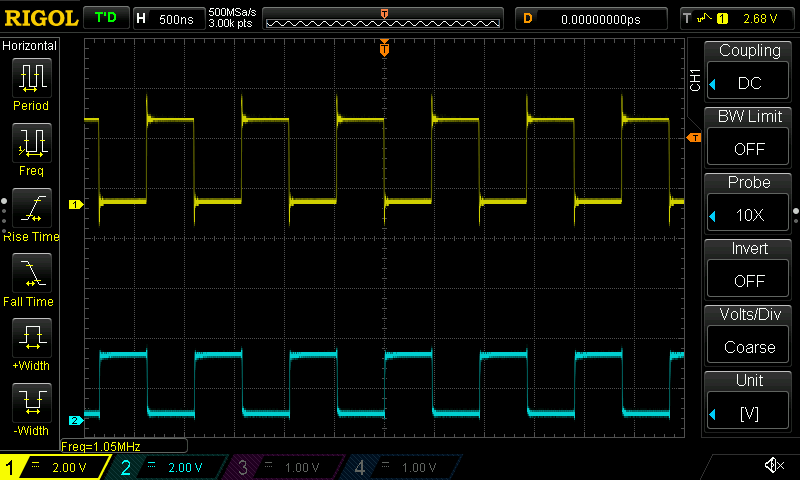 RIGOL T'D H 500ns 500MSa/s 3.00k pts T D 0.00000000ps T 1 2.68 V
Horizontal
Period
Freq
Rise Time
Fall Time
+Width
-Width
T
1
2
T
CH1
Coupling
DC
BW Limit
OFF
Probe
10X
Invert
OFF
Volts/Div
Coarse
Unit
[V]
Freq=1.05MHz
1 2.00 V 2 2.00 V 3 1.00 V 4 1.00 V